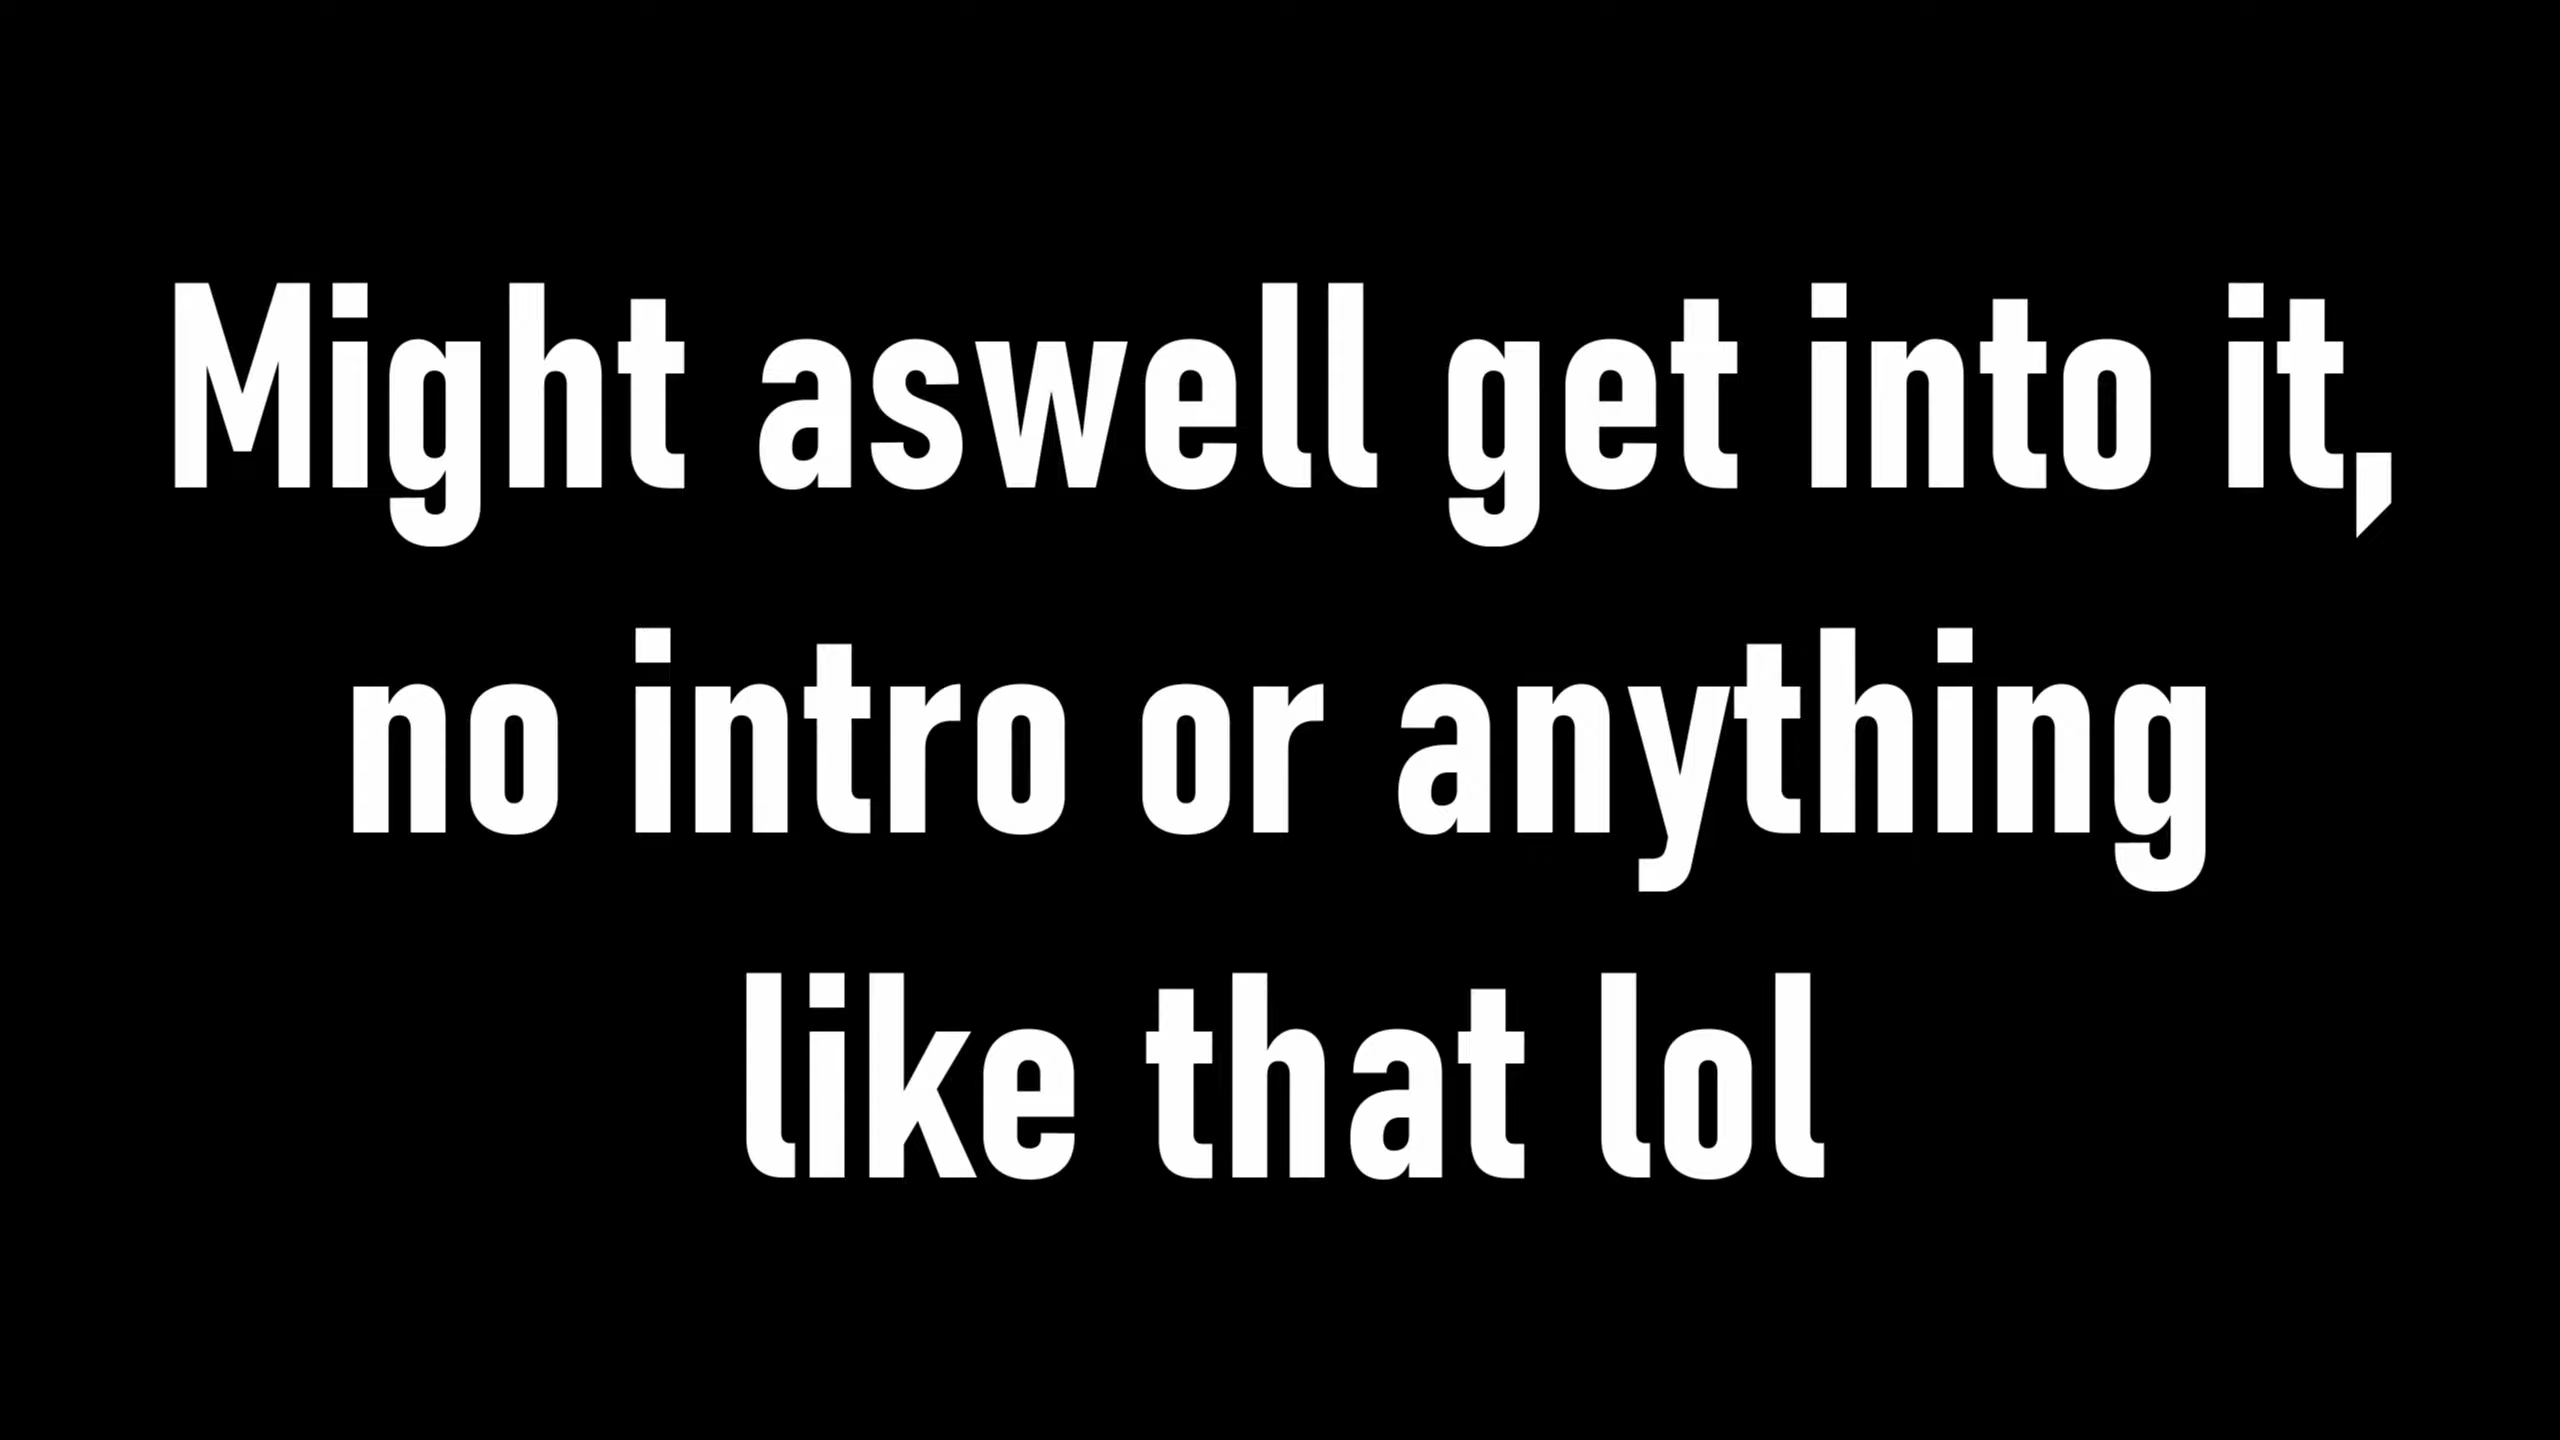 Might aswell get into it,
no intro or anything
like that lol